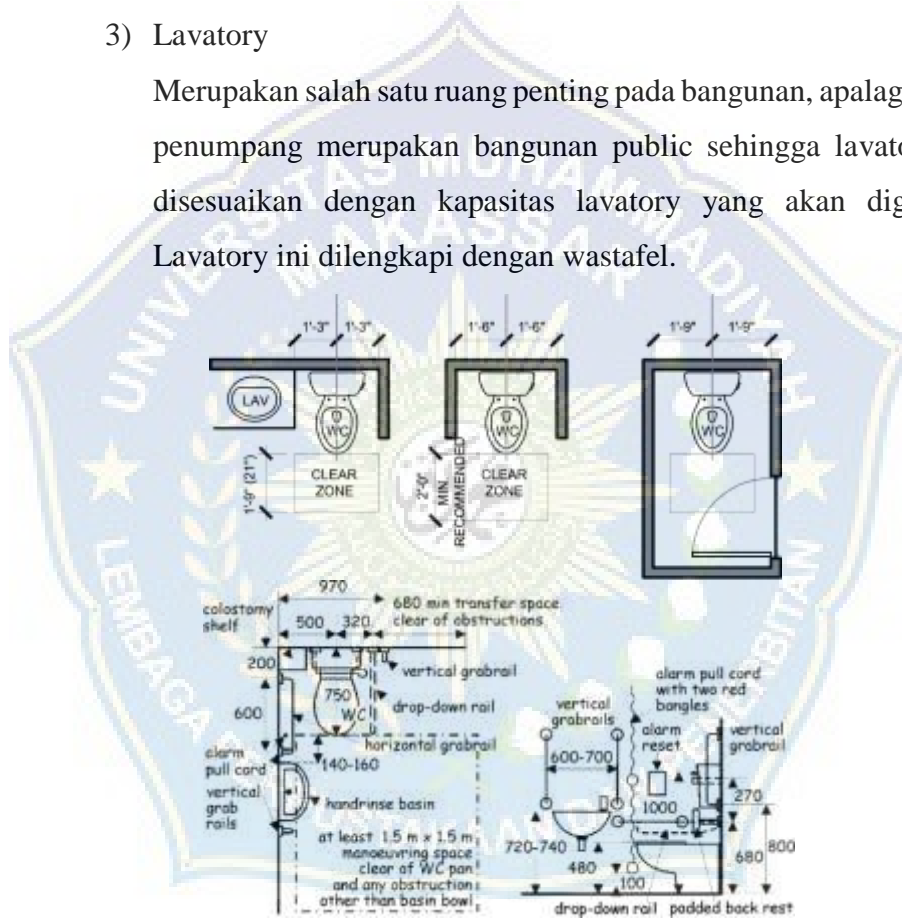 3) Lavatory
Merupakan salah satu ruang penting pada bangunan, apalag
penumpang merupakan bangunan public sehingga lavato
disesuaikan dengan kapasitas lavatory yang akan dig
Lavatory ini dilengkapi dengan wastafel.
UNIVERSITAS MUHAMMADIYAH
MAKASSAR
LEMBAGA
PENERBITAN
1'-3" 1'-3"
1'-6" 1'-6"
1'-9" 1'-9"
LAV
WC
WC
WC
CLEAR
ZONE
1'-9" (21")
CLEAR
ZONE
2'-0"
MIN.
RECOMMENDED
970
colostomy
shelf
500 320
680 min transfer space
clear of obstructions
200
vertical grabrail
600
750
WC
drop-down rail
horizontal grabrail
alarm
pull cord
140-160
vertical
grab
rails
handrinse basin
at least 1.5 m x 1.5 m
manoeuvring space
clear of WC pan
and any obstruction
other than basin bowl
vertical
grabrails
alarm pull cord
with two red
bangles
alarm
reset
vertical
grabrail
600-700
270
1000
720-740
480
680
800
100
drop-down rail
padded back rest